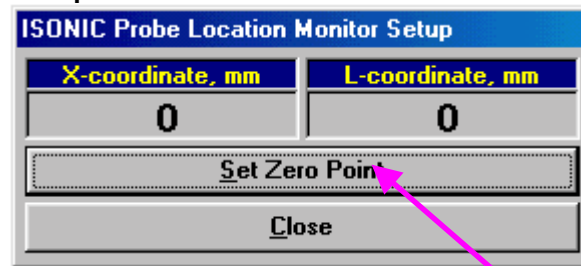 ISONIC Probe Location Monitor Setup
X-coordinate, mm L-coordinate, mm
0 0
Set Zero Point
Close